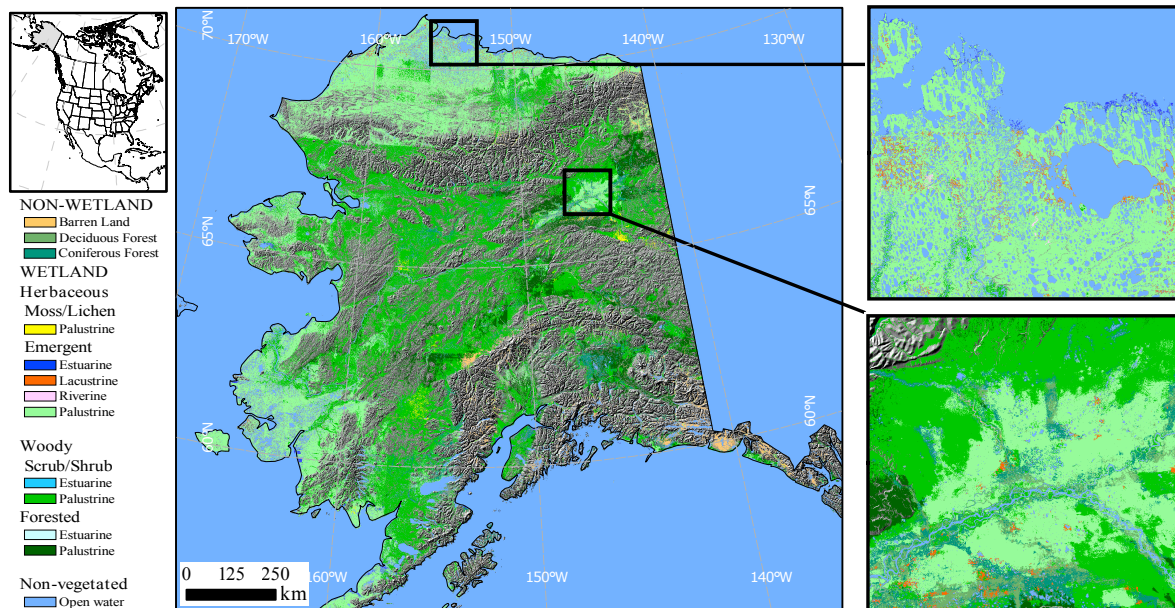 70°N
170°W
160°W
150°W
140°W
130°W
65°N
65°N
60°N
60°N
160°W
150°W
140°W
0 125 250
km
NON-WETLAND
Barren Land
Deciduous Forest
Coniferous Forest
WETLAND
Herbaceous
Moss/Lichen
Palustrine
Emergent
Estuarine
Lacustrine
Riverine
Palustrine
Woody
Scrub/Shrub
Estuarine
Palustrine
Forested
Estuarine
Palustrine
Non-vegetated
Open water